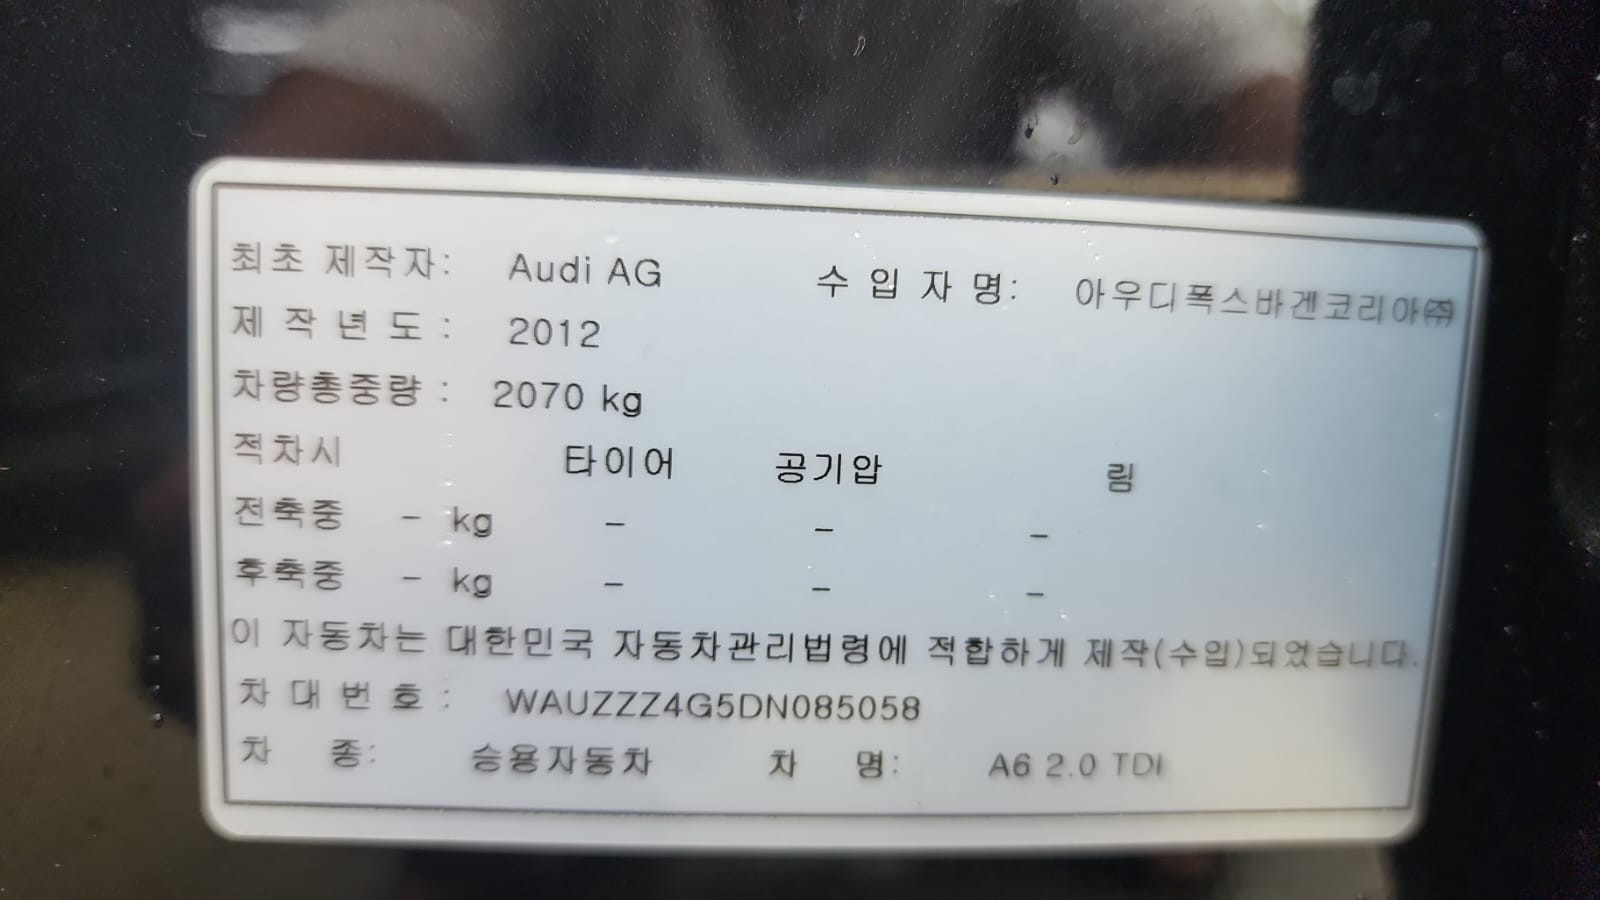 최초 제작자: Audi AG 수 입 자 명: 아우디폭스바겐코리아㈜
제 작 년 도 : 2012
차량총중량 : 2070 kg
적차시 타이어 공기압 림
전축중 - kg - - -
후축중 - kg - - -
이 자동차는 대한민국 자동차관리법령에 적합하게 제작(수입)되었습니다.
차 대 번 호 : WAUZZZ4G5DN085058
차 종: 승용자동차 차 명: A6 2.0 TDI